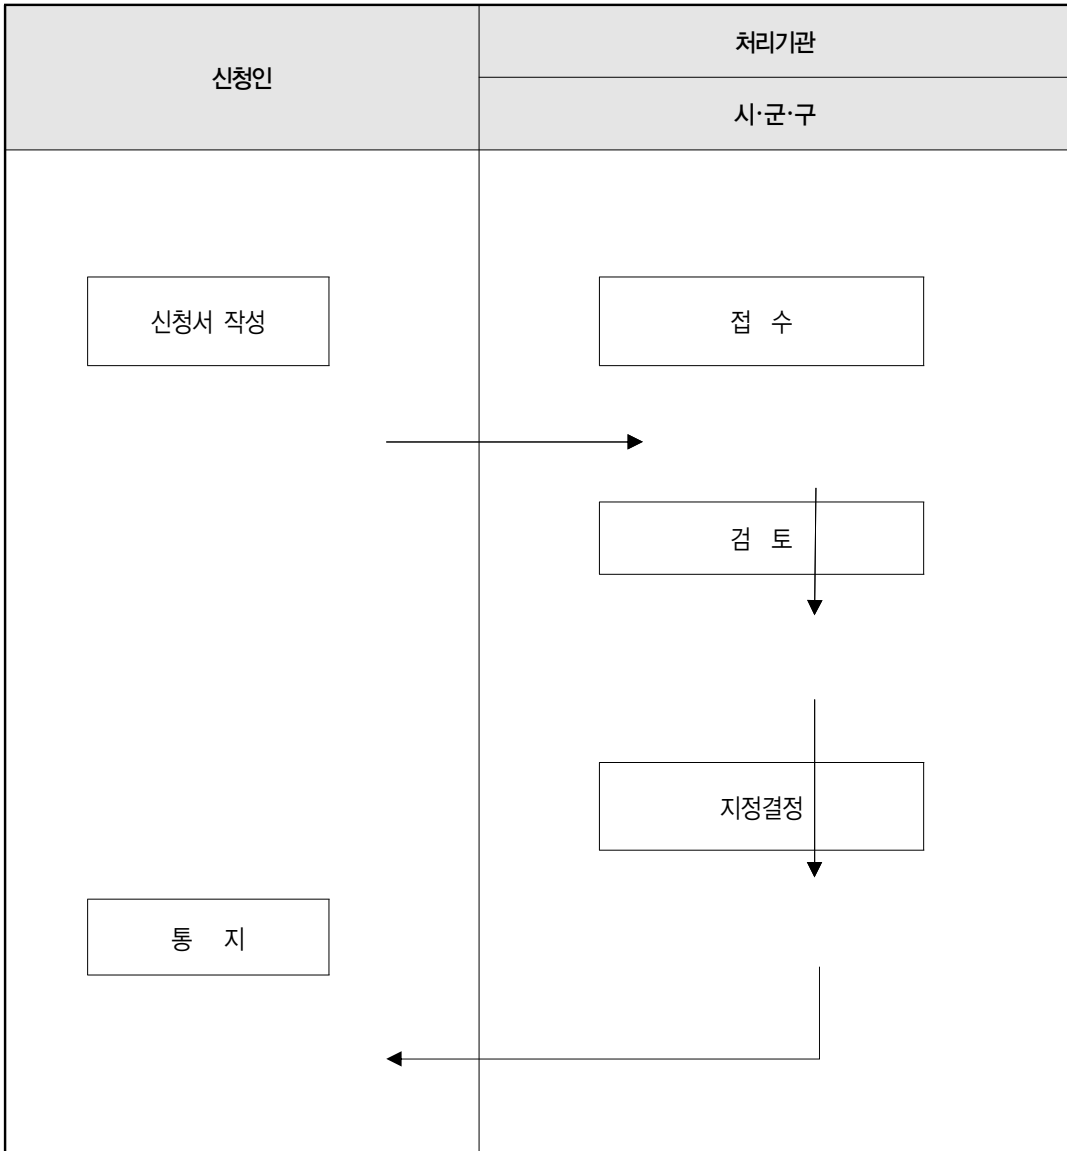 신청인
처리기관
시·군·구
신청서 작성
접 수
검 토
지정결정
통 지